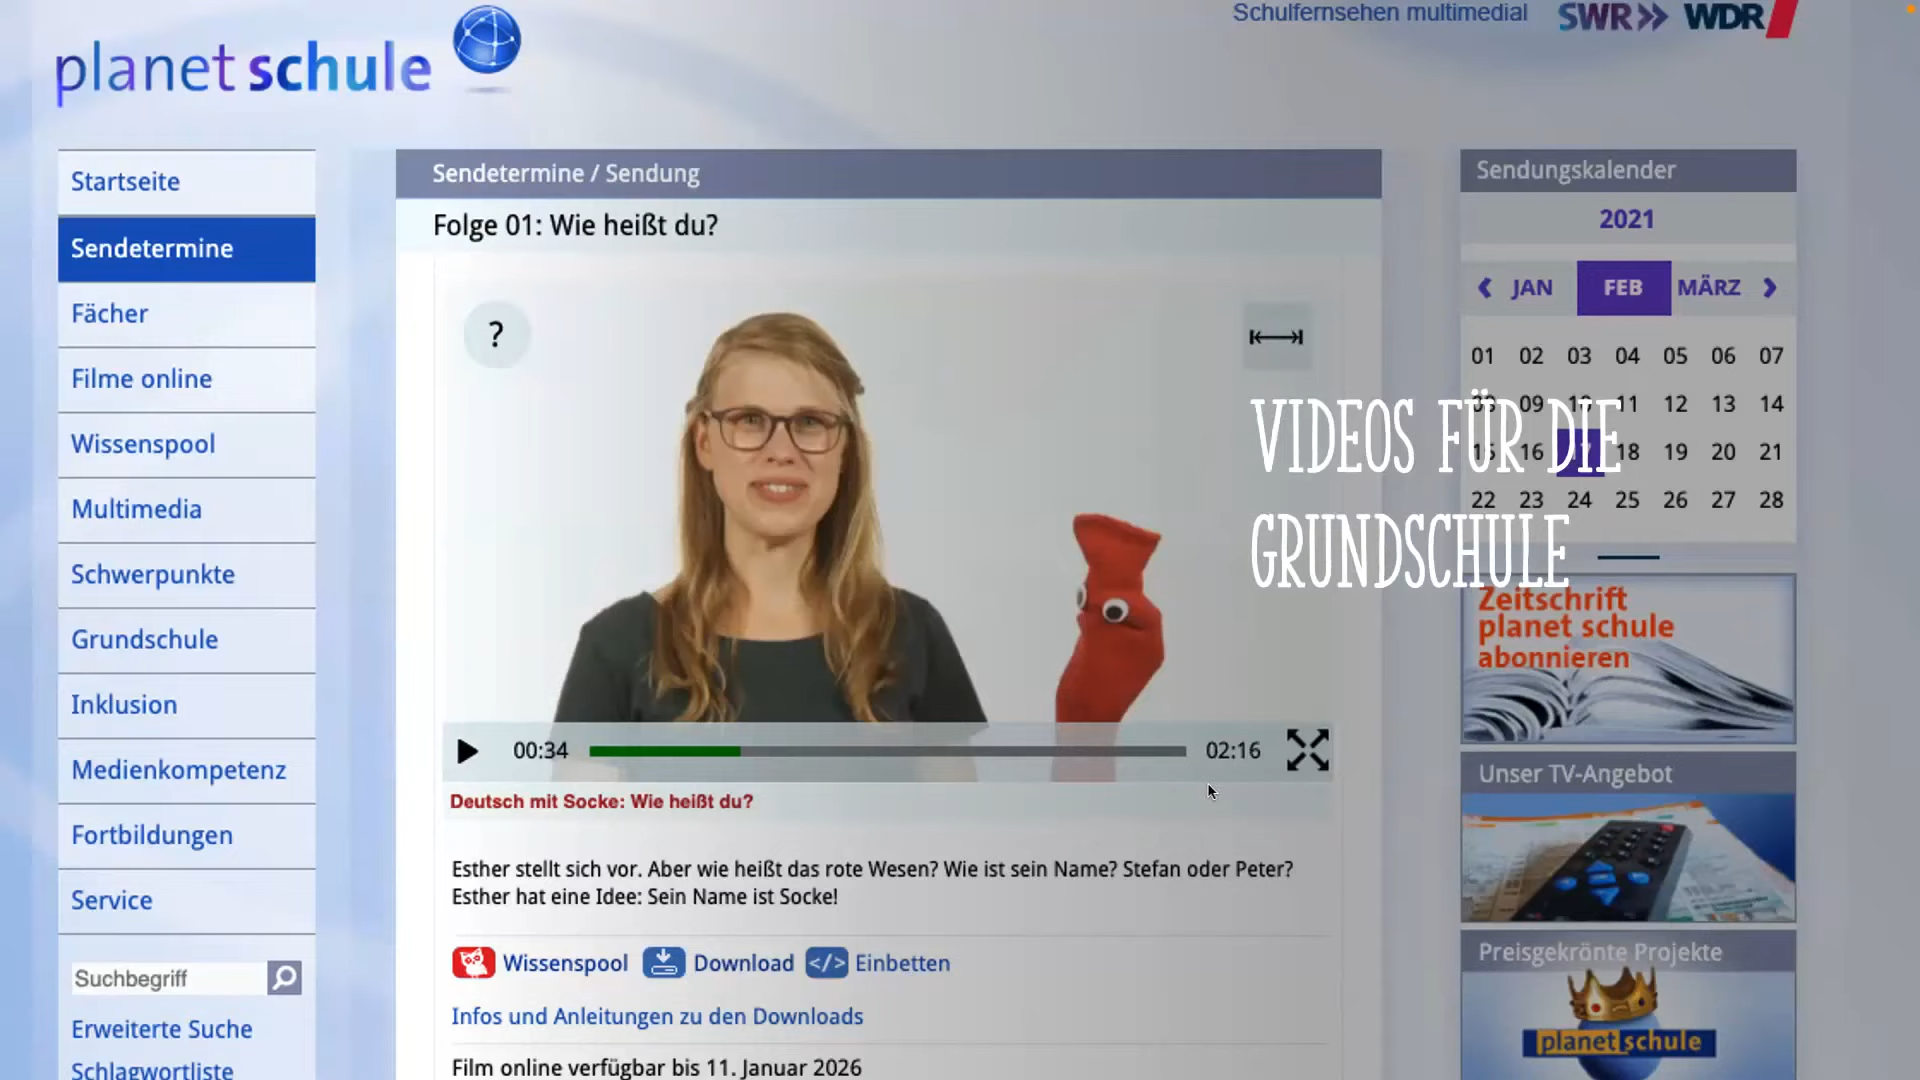 Schulfernsehen multimedial SWR» WDR
planet schule
Startseite
Sendetermine
Fächer
Filme online
Wissenspool
Multimedia
Schwerpunkte
Grundschule
Inklusion
Medienkompetenz
Fortbildungen
Service
Suchbegriff
Erweiterte Suche
Schlagwortliste
Sendetermine / Sendung
Folge 01: Wie heißt du?
?
00:34 02:16
Deutsch mit Socke: Wie heißt du?
Esther stellt sich vor. Aber wie heißt das rote Wesen? Wie ist sein Name? Stefan oder Peter?
Esther hat eine Idee: Sein Name ist Socke!
Wissenspool Download </> Einbetten
Infos und Anleitungen zu den Downloads
Film online verfügbar bis 11. Januar 2026
VIDEOS FÜR DIE
GRUNDSCHULE
Sendungskalender
2021
JAN FEB MÄRZ
01 02 03 04 05 06 07
08 09 10 11 12 13 14
15 16 17 18 19 20 21
22 23 24 25 26 27 28
Zeitschrift
planet schule
abonnieren
Unser TV-Angebot
Preisgekrönte Projekte
planet schule